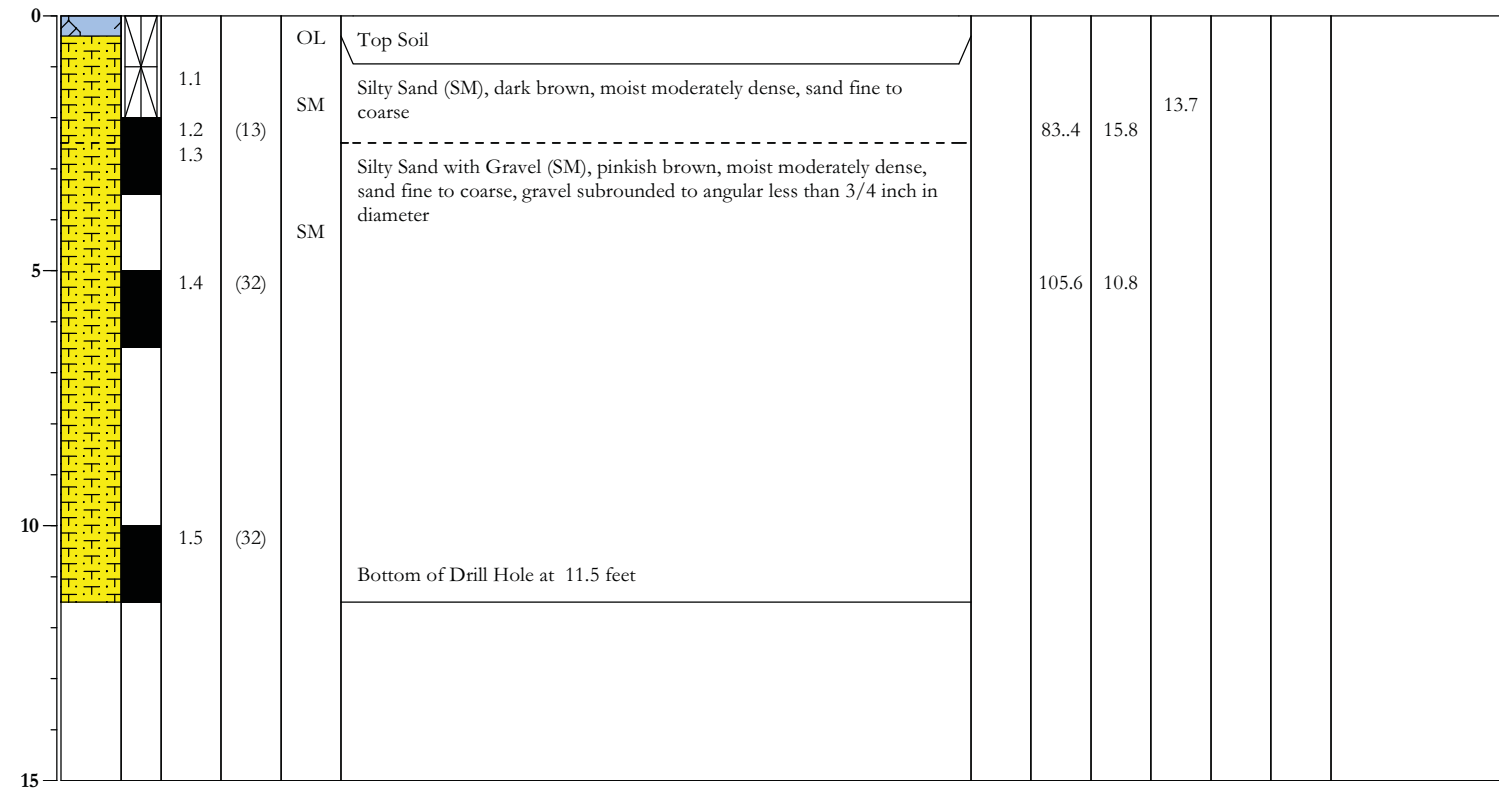 0
OL
Top Soil
1.1
Silty Sand (SM), dark brown, moist moderately dense, sand fine to
coarse
SM
13.7
1.2
(13)
83..4
15.8
1.3
Silty Sand with Gravel (SM), pinkish brown, moist moderately dense,
sand fine to coarse, gravel subrounded to angular less than 3/4 inch in
diameter
SM
5
1.4
(32)
105.6
10.8
10
1.5
(32)
Bottom of Drill Hole at 11.5 feet
15